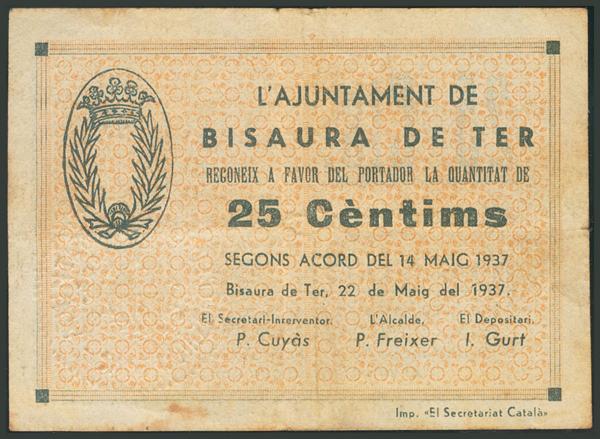 L'AJUNTAMENT DE
BISAURA DE TER
RECONEIX A FAVOR DEL PORTADOR LA QUANTITAT DE
25 Cèntims
SEGONS ACORD DEL 14 MAIG 1937
Bisaura de Ter, 22 de Maig del 1937.
El Secretari-Inrerventor. L'Alcalde, El Depositari,
P. Cuyàs P. Freixer I. Gurt
Imp. «El Secretariat Català»